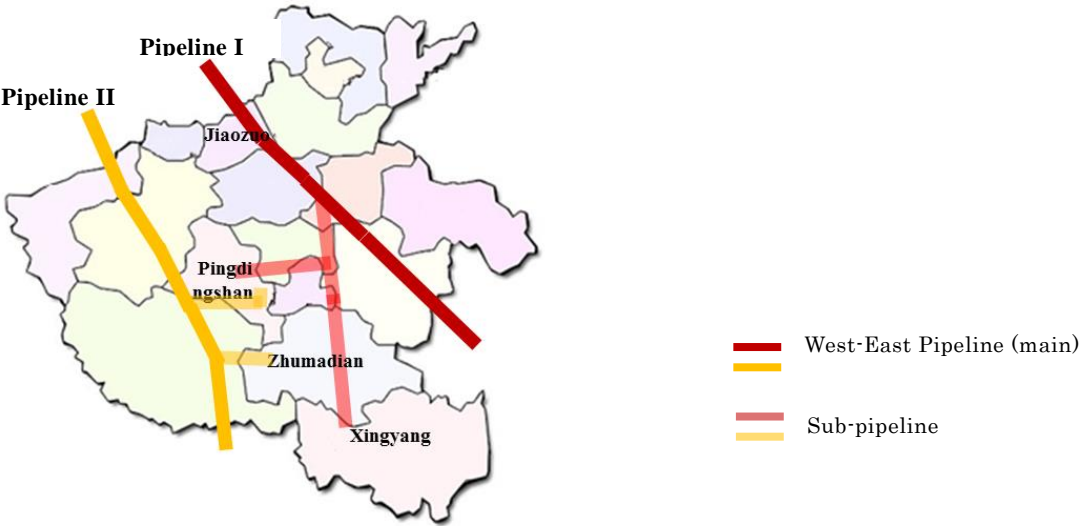 Pipeline I
Pipeline II
Jiaozuo
Pingdi
ngshan
Zhumadian
Xingyang
West-East Pipeline (main)
Sub-pipeline